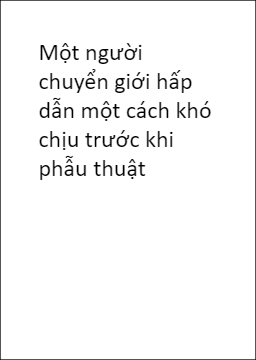 Một người
chuyển giới hấp
dẫn một cách khó
chịu trước khi
phẫu thuật